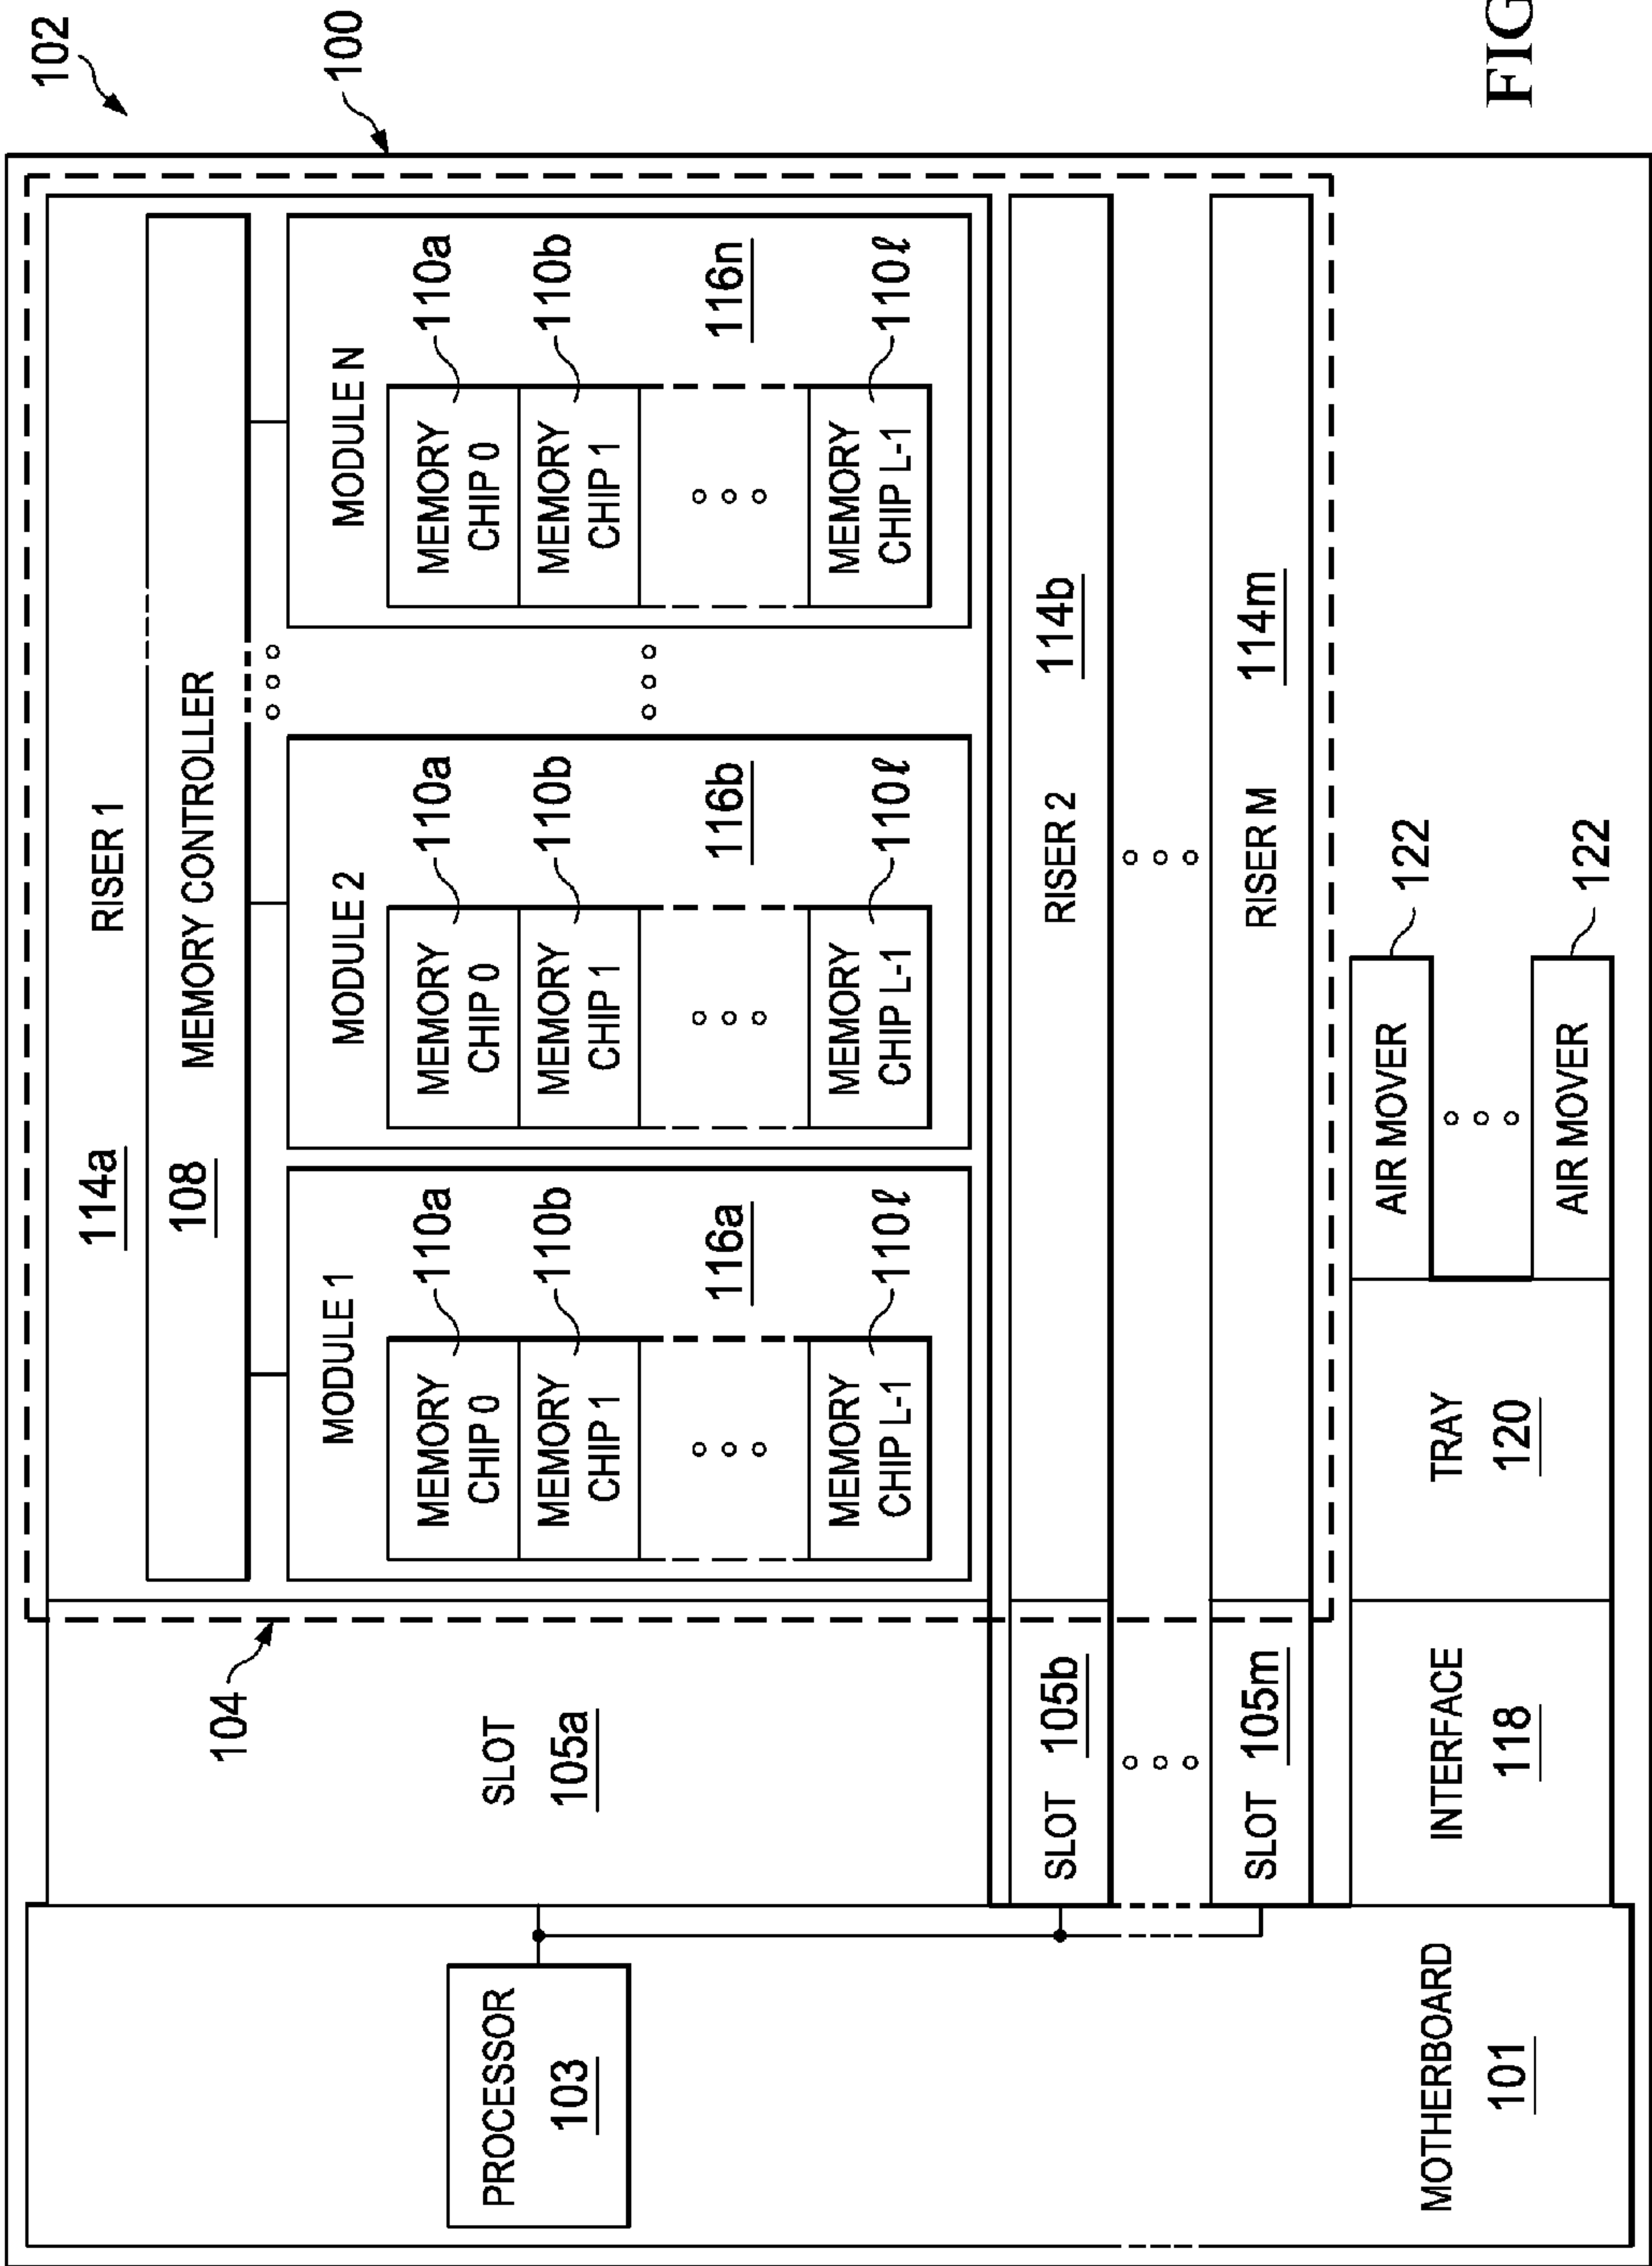 102
100
104
RISER 1
114a
MEMORY CONTROLLER
108
SLOT
105a
PROCESSOR
103
MODULE 1
MEMORY
CHIP 0
110a
MEMORY
CHIP 1
110b
116a
MEMORY
CHIP L-1
110ℓ
MODULE 2
MEMORY
CHIP 0
110a
MEMORY
CHIP 1
110b
116b
MEMORY
CHIP L-1
110ℓ
MODULE N
MEMORY
CHIP 0
110a
MEMORY
CHIP 1
110b
116n
MEMORY
CHIP L-1
110ℓ
SLOT 105b
RISER 2
114b
SLOT 105m
RISER M
114m
MOTHERBOARD
101
INTERFACE
118
TRAY
120
AIR MOVER
122
AIR MOVER
122
FIG